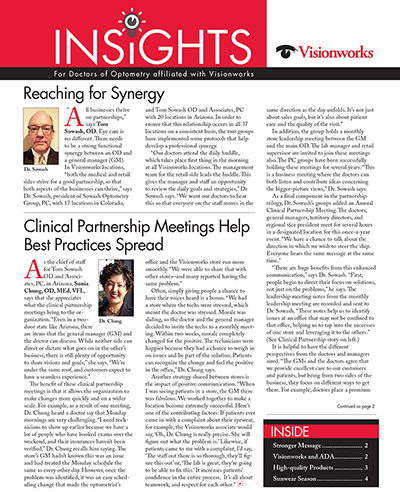 INSiGHTS
For Doctors of Optometry affiliated with Visionworks
Visionworks
Reaching for Synergy
"All businesses thrive
on partnerships,"
says Tom
Sowash, OD. Eye care is
no different. There needs
to be a strong functional
synergy between an OD and
a general manager (GM).
In Visionworks locations,
"both the medical and retail
sides strive for a good partnership, so that
both aspects of the businesses can thrive," says
Dr. Sowash, president of Sowash Optometry
Group, PC, with 17 locations in Colorado,
Dr. Sowash
and Tom Sowash OD and Associates, PC
with 20 locations in Arizona. In order to
ensure that this relationship occurs in all 37
locations on a consistent basis, the two groups
have implemented some protocols that help
develop a professional synergy.
"Our doctors attend the daily huddle,
which takes place first thing in the morning
at all Visionworks locations. The management
team for the retail side leads the huddle. This
gives the manager and staff an opportunity
to review the daily goals and strategies," Dr.
Sowash says. "We want our doctors to hear
this so that everyone on the staff moves in the
same direction as the day unfolds. It's not just
about sales goals, but it's also about patient
care and the quality of the visit."
In addition, the group holds a monthly
store leadership meeting between the GM
and the main OD. The lab manager and retail
supervisor are invited to join these meetings
also. The PC groups have been successfully
holding these meetings for several years. "This
is a business meeting where the doctors can
both listen and contribute ideas concerning
the bigger-picture views," Dr. Sowash says.
As a final component in the partnership
trilogy, Dr. Sowash's groups added an Annual
Clinical Partnership Meeting. The doctors,
general managers, territory directors, and
regional vice president meet for several hours
in a designated location for this once-a-year
event. "We have a chance to talk about the
direction in which we wish to steer the ship.
Everyone hears the same message at the same
time."
"There are huge benefits from this enhanced
communication," says Dr. Sowash. "First,
people begin to direct their focus on solutions,
not just on the problems," he says. The
leadership meeting notes from the monthly
leadership meeting are recorded and sent to
Dr. Sowash. "These notes help us to identify
issues at an office that may not be confined to
that office, helping us to tap into the successes
of one store and leveraging it to the others."
(See Clinical Partnership story on left.)
It is helpful to have the different
perspectives from the doctors and managers
aired. "The GMs and the doctors agree that
we provide excellent care to our customers
and patients, but being from two sides of the
business, they focus on different ways to get
there. For example, doctors place a premium
Continued on page 2
Clinical Partnership Meetings Help
Best Practices Spread
As the chief of staff
for Tom Sowash
OD and Associates,
PC, in Arizona, Sonia
Chung, OD, MEd, VFL,
says that she appreciates
what the clinical partnership
meetings bring to the
organization. "Even in a two-
door state like Arizona, there
are items that the general manager (GM) and
the doctor can discuss. While neither side can
direct or dictate what goes on in the other's
business, there is still plenty of opportunity
to share visions and goals," she says. "We're
under the same roof, and customers expect to
have a seamless experience."
The benefit of these clinical partnership
meetings is that it allows the organization to
make changes more quickly and on a wider
scale. For example, as a result of one meeting,
Dr. Chung heard a doctor say that Monday
mornings are very challenging. "I need technicians
to show up earlier because we have a
lot of people who have booked exams over the
weekend, and their insurances haven't been
verified," Dr. Chung recalls him saying. The
store's GM hadn't known this was an issue
and had treated the Monday schedule the
same as every other day. However, once the
problem was identified, it was an easy scheduling
change that made the optometrist's
Dr. Chung
office and the Visionworks store run more
smoothly. "We were able to share that with
other stores—and many reported having the
same problem."
Often, simply giving people a chance to
have their voices heard is a bonus. "We had
a store where the techs were stressed, which
meant the doctor was stressed. Morale was
sliding, so the doctor and the general manager
decided to invite the techs to a monthly meeting.
Within two weeks, morale completely
changed for the positive. The technicians were
happier because they had a chance to weigh in
on issues and be part of the solution. Patients
can recognize the change and feel the positive
in the office," Dr. Chung says.
Another strategy shared between stores is
the impact of positive communication. "When
I was seeing patients in a store, the GM there
was fabulous. We worked together to make a
location become extremely successful. Here's
one of the contributing factors: If patients ever
came in with a complaint about their eyewear,
for example, the Visionworks associate would
say, 'Oh, Dr. Chung is really precise. She will
figure out what the problem is.' Likewise, if
patients came to me with a complaint, I'd say,
'The staff out there is so thorough, they'll figure
this out' or, 'The lab is great; they're going
to be able to fix this.' It increases patients'
confidence in the entire process. It's all about
teamwork, and respect for each other."
INSIDE
Stronger Message 2
Visionworks and ADA 2
High-quality Products 3
Sunwear Season 4